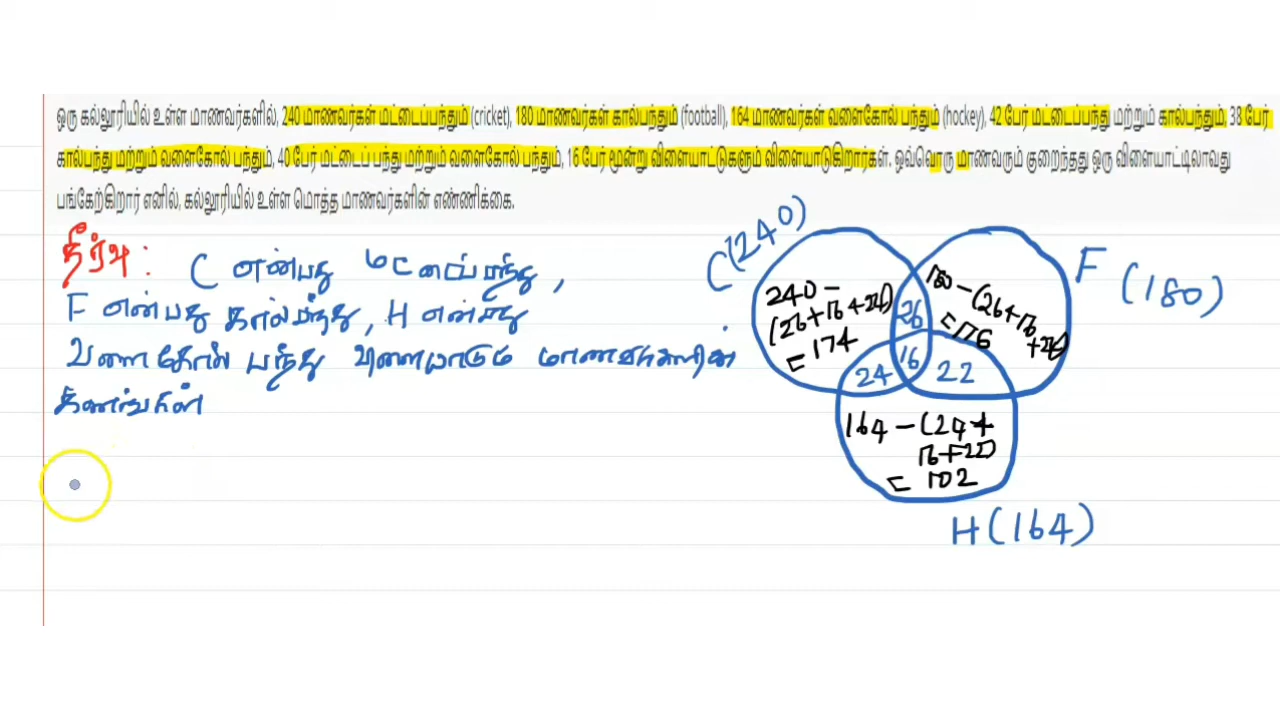 ஒரு கல்லூரியில் உள்ள மாணவர்களில், 240 மாணவர்கள் மட்டைப்பந்தும் (cricket), 180 மாணவர்கள் கால்பந்தும் (football), 164 மாணவர்கள் வளைகோல் பந்தும் (hockey), 42 பேர் மட்டைப்பந்து மற்றும் கால்பந்தும், 38 பேர்
கால்பந்து மற்றும் வளைகோல் பந்தும், 40 பேர் மட்டைப் பந்து மற்றும் வளைகோல் பந்தும், 16 பேர் மூன்று விளையாட்டுகளும் விளையாடுகிறார்கள். ஒவ்வொரு மாணவரும் குறைந்தது ஒரு விளையாட்டிலாவது
பங்கேற்கிறார் எனில், கல்லூரியில் உள்ள மொத்த மாணவர்களின் எண்ணிக்கை.
தீர்வு : C என்பது மட்டைப்பந்து,
F என்பது கால்பந்து, H என்பது
வளைகோல் பந்து விளையாடும் மாணவர்களின்
கணங்கள்
C (240)
F (180)
240 -
(26+16+24)
= 174
26
180 - (26+16
+22)
= 116
24
16
22
164 - (24+
16+22)
= 102
H (164)